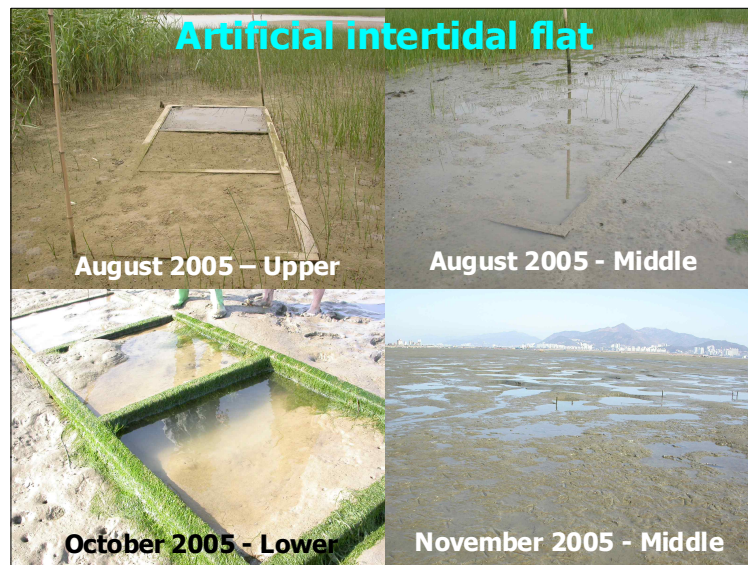 Artificial intertidal flat
August 2005 – Upper
August 2005 - Middle
October 2005 - Lower
November 2005 - Middle